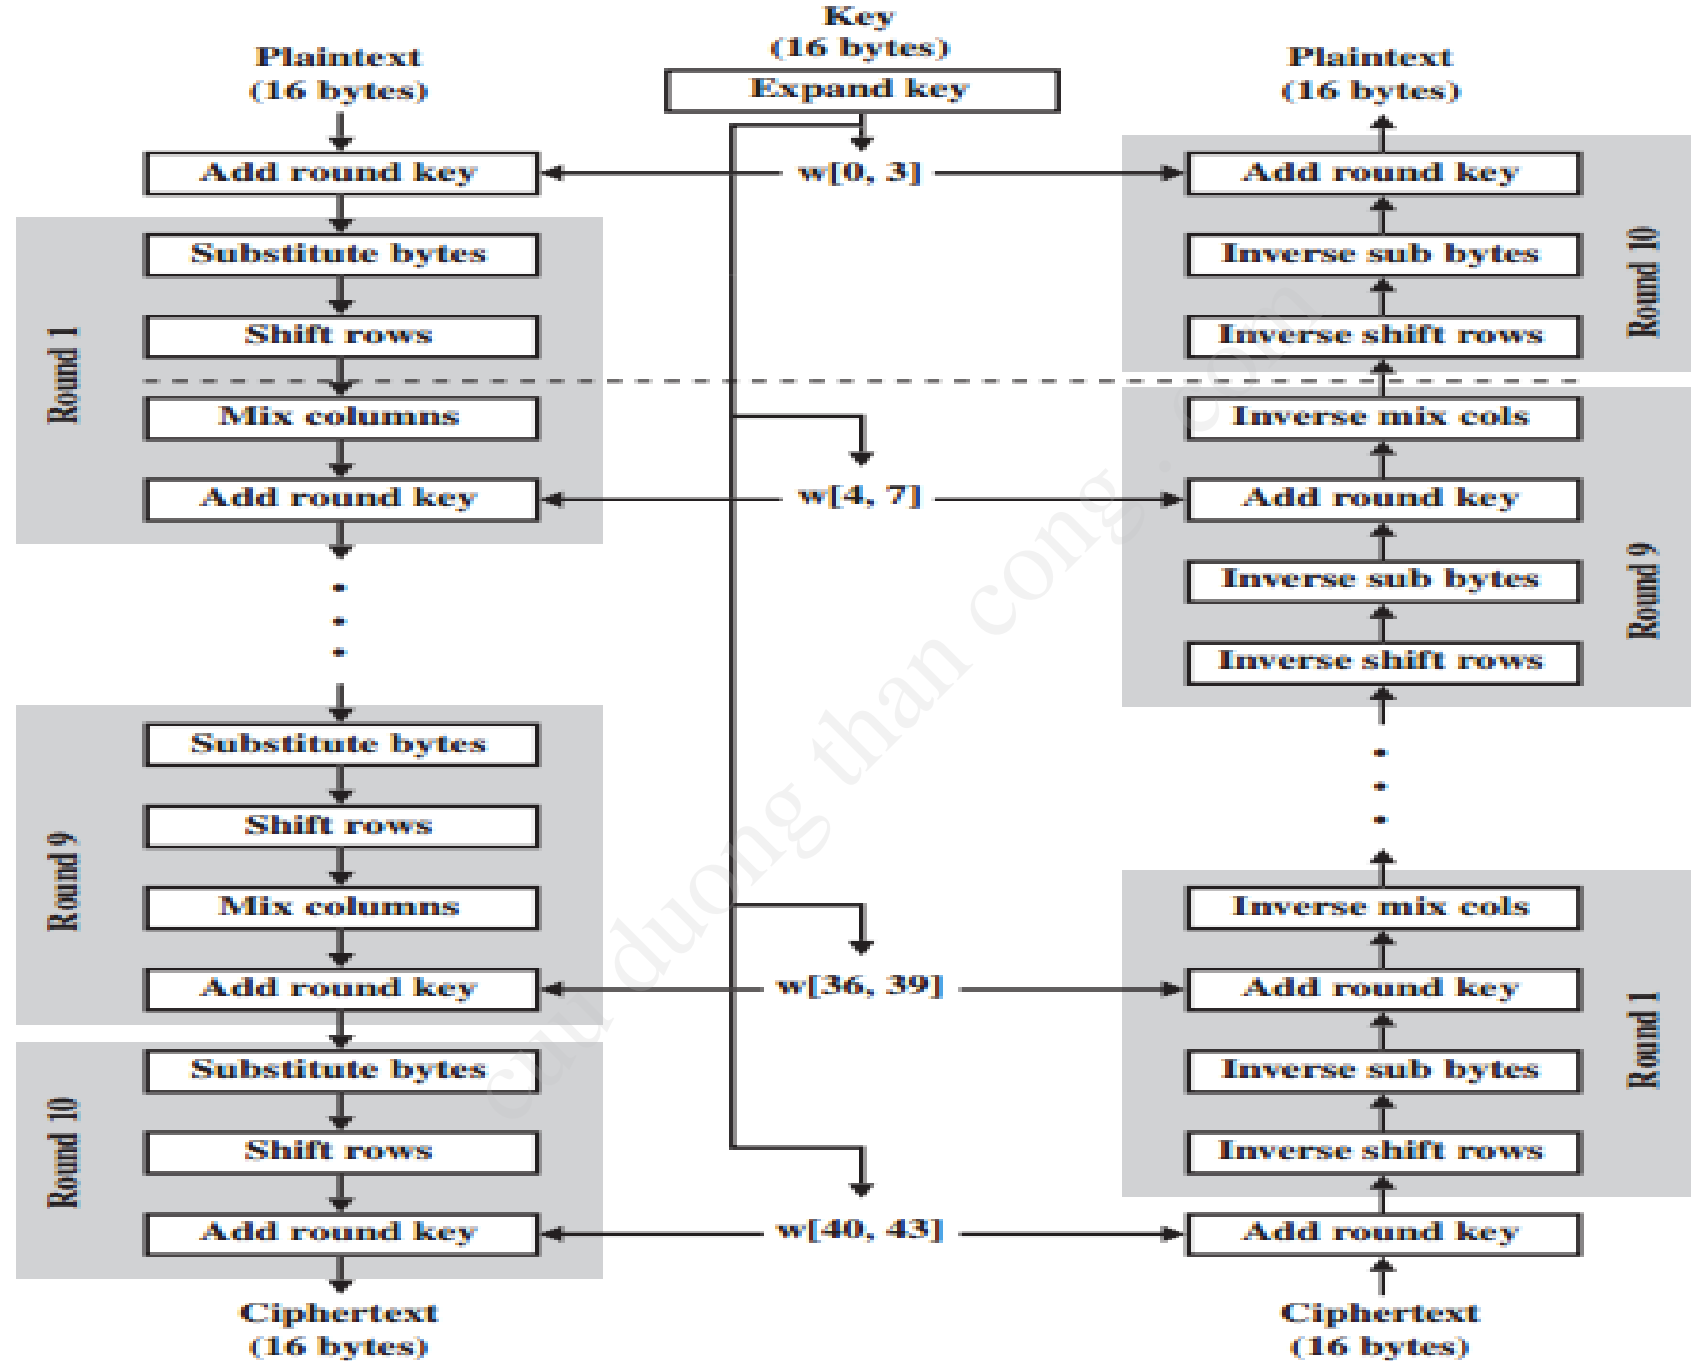 Key
(16 bytes)
Expand key
Plaintext
(16 bytes)
Add round key
Round 1
Substitute bytes
Shift rows
Mix columns
Add round key
Round 9
Substitute bytes
Shift rows
Mix columns
Add round key
Round 10
Substitute bytes
Shift rows
Add round key
Ciphertext
(16 bytes)
w[0, 3]
w[4, 7]
w[36, 39]
w[40, 43]
Plaintext
(16 bytes)
Add round key
Inverse sub bytes
Inverse shift rows
Round 10
Inverse mix cols
Add round key
Inverse sub bytes
Inverse shift rows
Round 9
Inverse mix cols
Add round key
Inverse sub bytes
Inverse shift rows
Round 1
Add round key
Ciphertext
(16 bytes)
cuu duong than cong . com